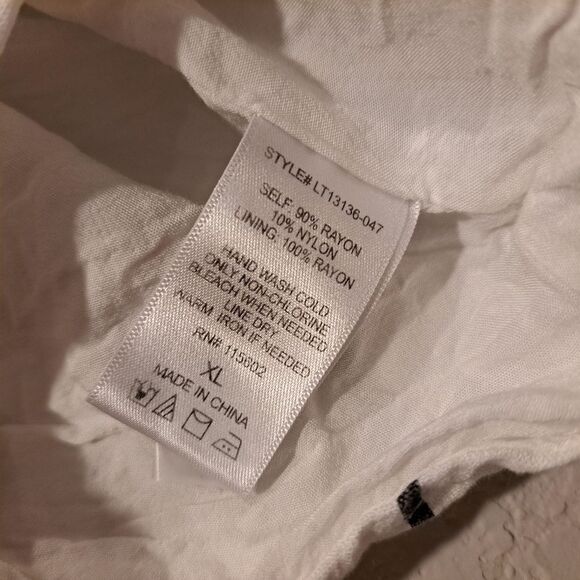 STYLE# LT13136-047
SELF: 90% RAYON
10% NYLON
LINING: 100% RAYON
HAND WASH COLD
ONLY NON-CHLORINE
BLEACH WHEN NEEDED
LINE DRY
WARM IRON IF NEEDED
RN# 115602
XL
MADE IN CHINA